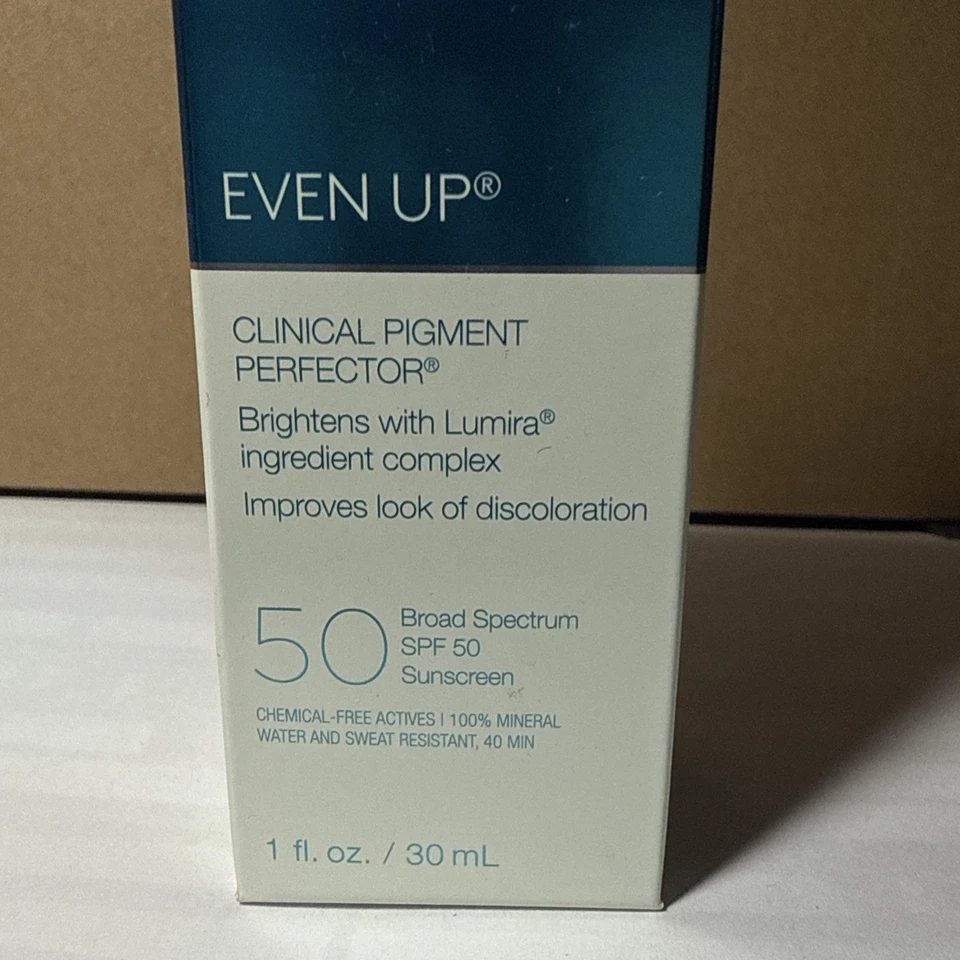 EVEN UP®
CLINICAL PIGMENT
PERFECTOR®
Brightens with Lumira®
ingredient complex
Improves look of discoloration
50
Broad Spectrum
SPF 50
Sunscreen
CHEMICAL-FREE ACTIVES | 100% MINERAL
WATER AND SWEAT RESISTANT, 40 MIN
1 fl. oz. / 30 mL